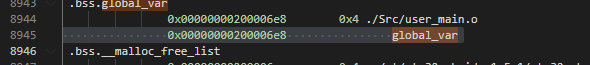 8943 .bss.global_var
8944 0x00000000200006e8 0x4 ./Src/user_main.o
8945 0x00000000200006e8 global_var
8946 .bss.__malloc_free_list